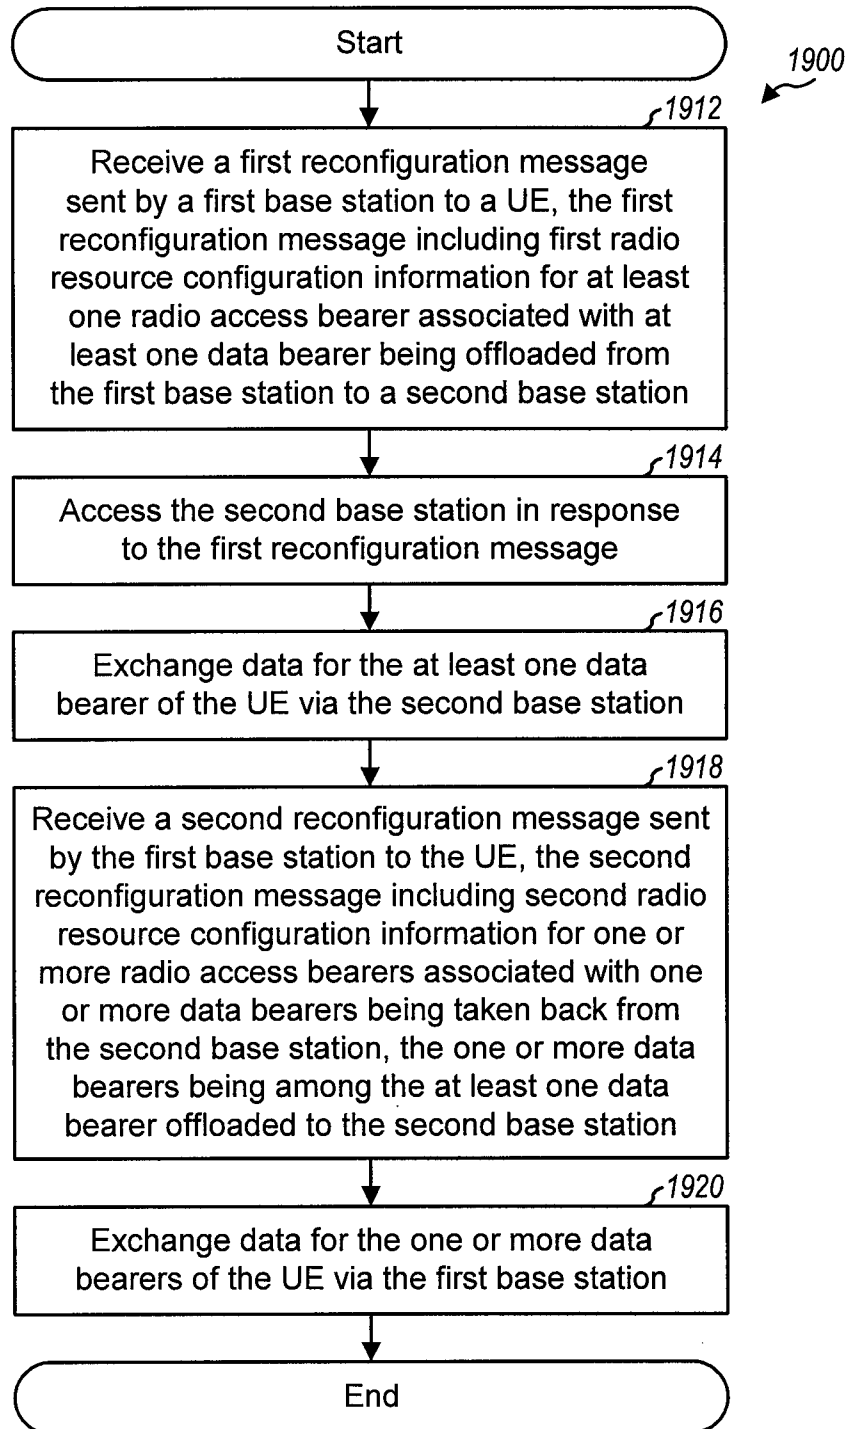 Start
1900
1912
Receive a first reconfiguration message
sent by a first base station to a UE, the first
reconfiguration message including first radio
resource configuration information for at least
one radio access bearer associated with at
least one data bearer being offloaded from
the first base station to a second base station
1914
Access the second base station in response
to the first reconfiguration message
1916
Exchange data for the at least one data
bearer of the UE via the second base station
1918
Receive a second reconfiguration message sent
by the first base station to the UE, the second
reconfiguration message including second radio
resource configuration information for one or
more radio access bearers associated with one
or more data bearers being taken back from
the second base station, the one or more data
bearers being among the at least one data
bearer offloaded to the second base station
1920
Exchange data for the one or more data
bearers of the UE via the first base station
End